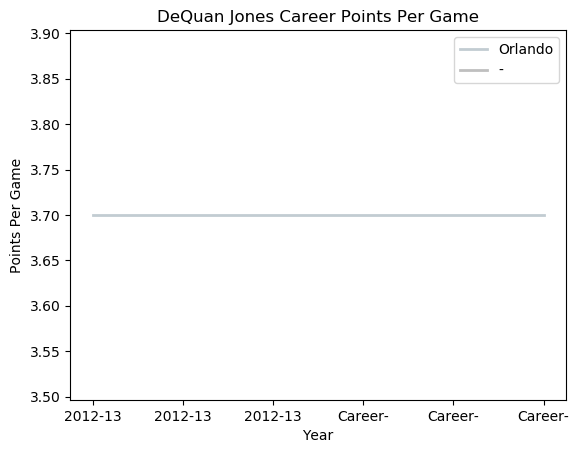 DeQuan Jones Career Points Per Game
Orlando
-
3.90
3.85
3.80
3.75
3.70
3.65
3.60
3.55
3.50
Points Per Game
2012-13 2012-13 2012-13 Career- Career- Career-
Year